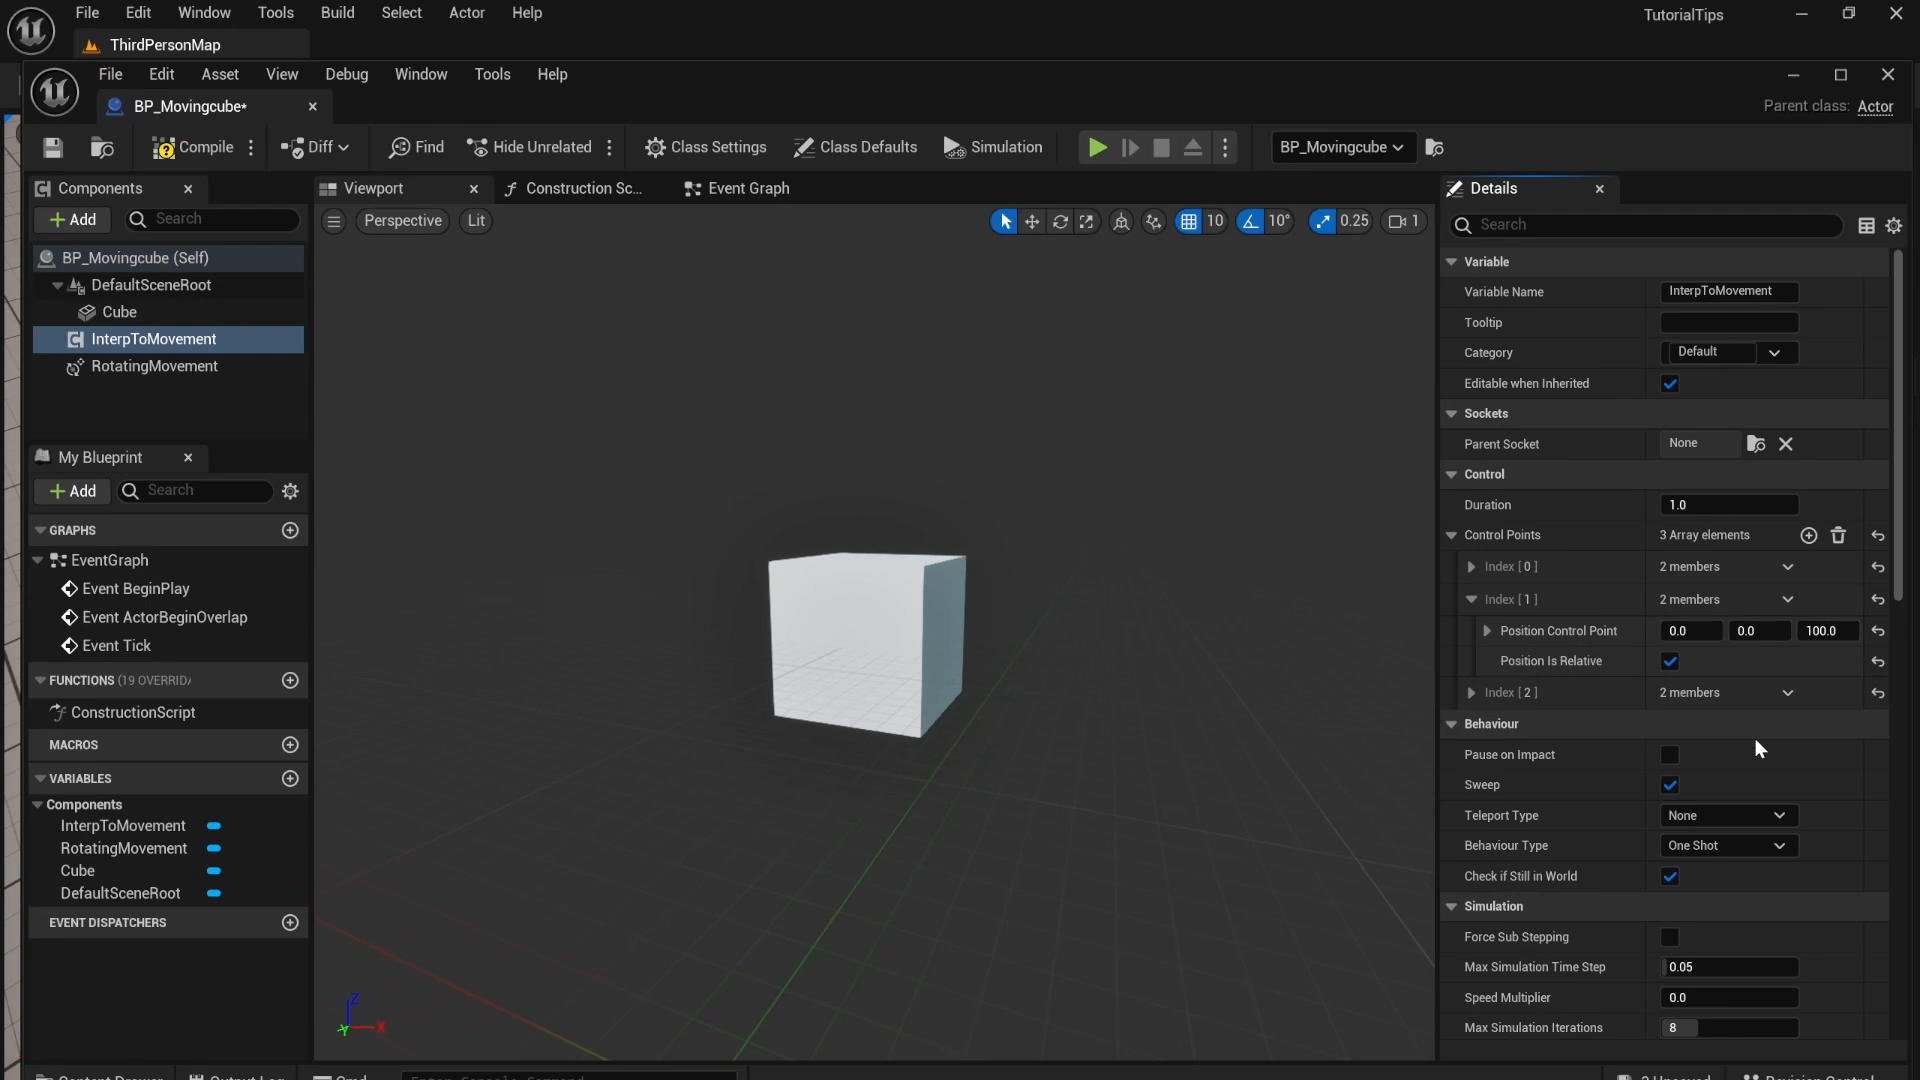 File Edit Window Tools Build Select Actor Help
TutorialTips
ThirdPersonMap
File Edit Asset View Debug Window Tools Help
BP_Movingcube*
Parent class: Actor
Compile Diff Find Hide Unrelated Class Settings Class Defaults Simulation BP_Movingcube
Components
Add Search
BP_Movingcube (Self)
DefaultSceneRoot
Cube
InterpToMovement
RotatingMovement
My Blueprint
Add Search
GRAPHS
EventGraph
Event BeginPlay
Event ActorBeginOverlap
Event Tick
FUNCTIONS (19 OVERRID
ConstructionScript
MACROS
VARIABLES
Components
InterpToMovement
RotatingMovement
Cube
DefaultSceneRoot
EVENT DISPATCHERS
Viewport Construction Sc... Event Graph
Perspective Lit 10 10° 0.25 1
Z
X
Y
Details
Search
Variable
Variable Name InterpToMovement
Tooltip
Category Default
Editable when Inherited
Sockets
Parent Socket None
Control
Duration 1.0
Control Points 3 Array elements
Index [ 0 ] 2 members
Index [ 1 ] 2 members
Position Control Point 0.0 0.0 100.0
Position Is Relative
Index [ 2 ] 2 members
Behaviour
Pause on Impact
Sweep
Teleport Type None
Behaviour Type One Shot
Check if Still in World
Simulation
Force Sub Stepping
Max Simulation Time Step 0.05
Speed Multiplier 0.0
Max Simulation Iterations 8